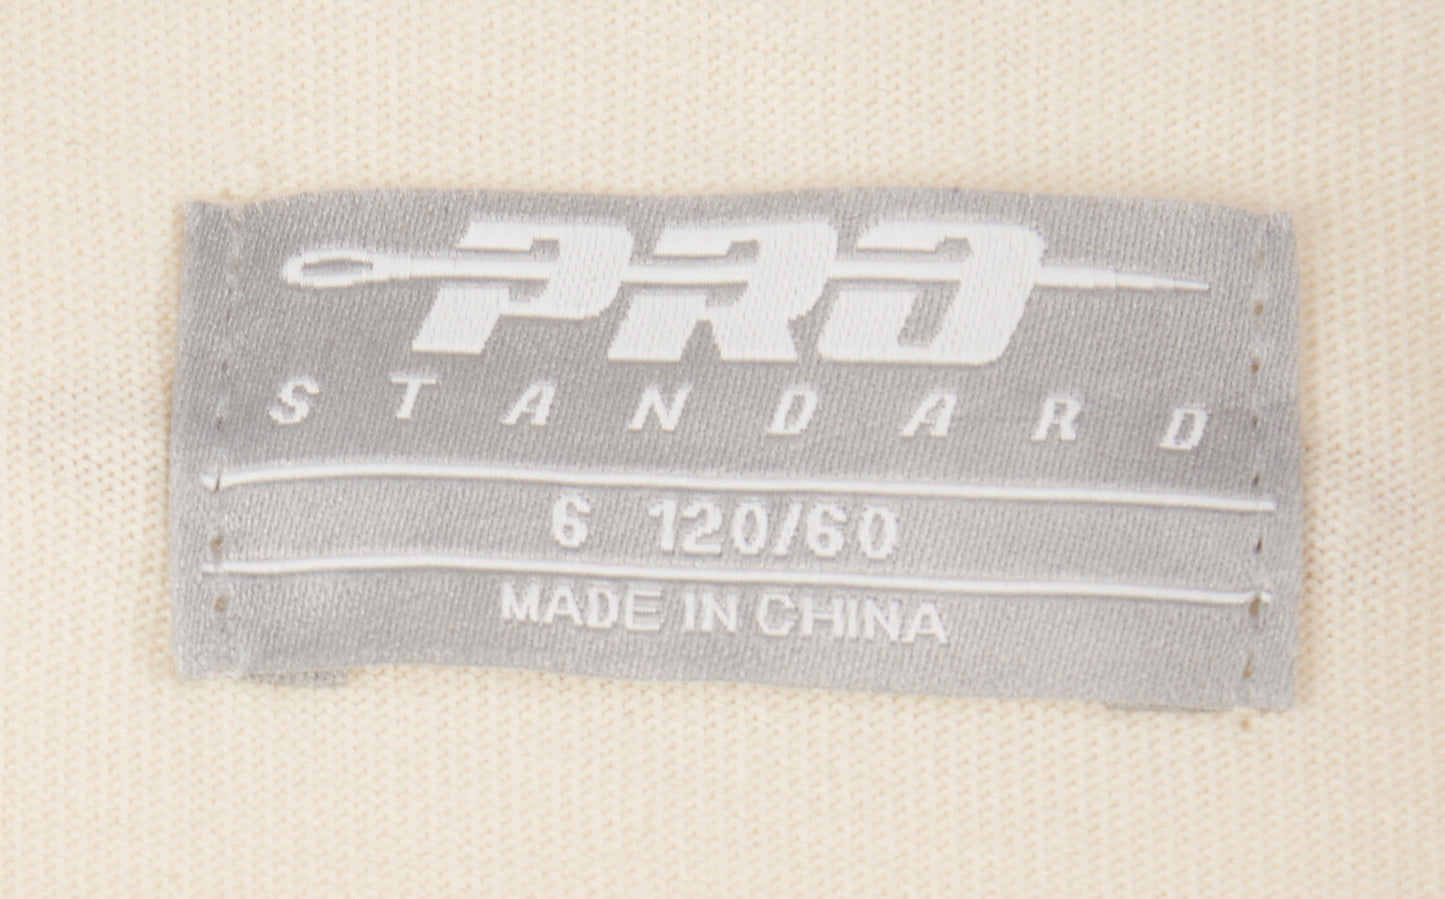 PRO
STANDARD
6 120/60
MADE IN CHINA